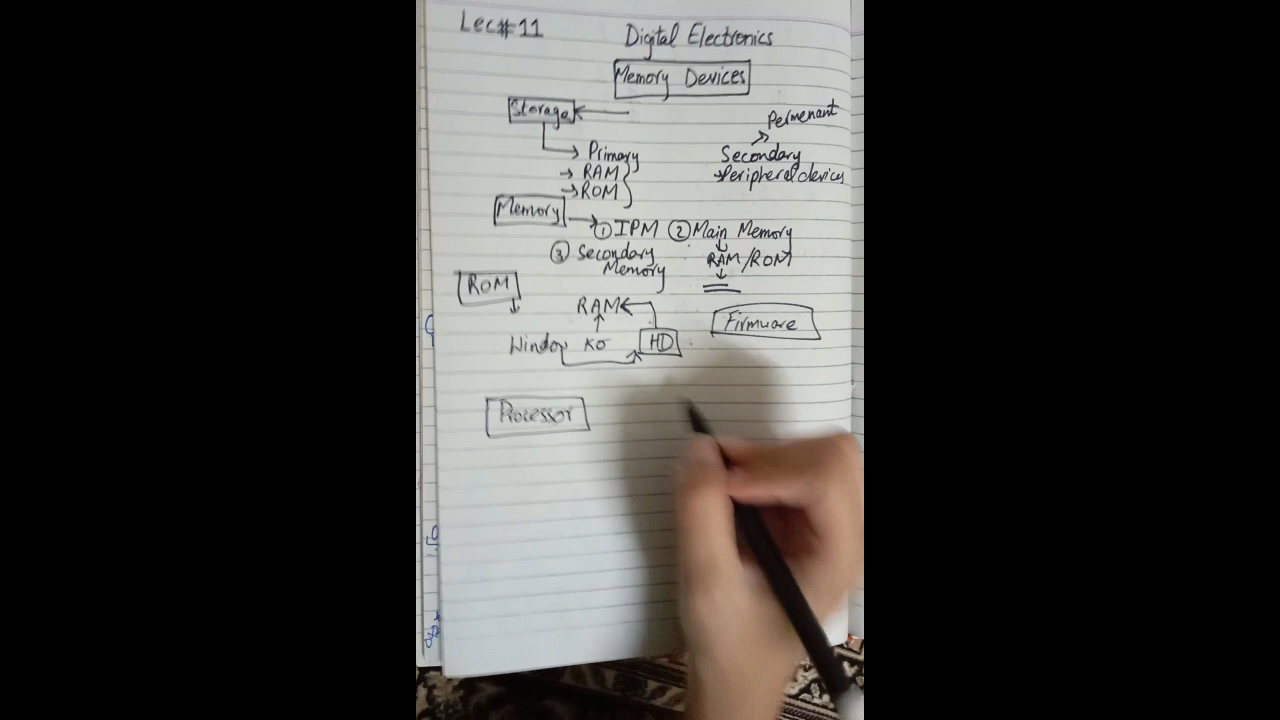 Lec#11
Digital Electronics
Memory Devices
Storage
Permenant
Primary
Secondary
→ RAM
→ Peripheral devices
→ ROM
Memory
① IPM ② Main Memory
③ Secondary
Memory
RAM/ROM
ROM
RAM
Firmware
Window KO HD
Processor